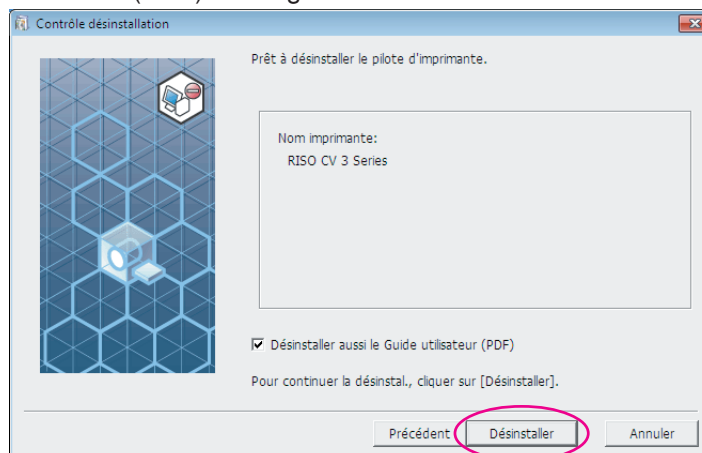 Contrôle désinstallation
Prêt à désinstaller le pilote d'imprimante.
Nom imprimante:
RISO CV 3 Series
Désinstaller aussi le Guide utilisateur (PDF)
Pour continuer la désinstal., cliquer sur [Désinstaller].
Précédent Désinstaller Annuler